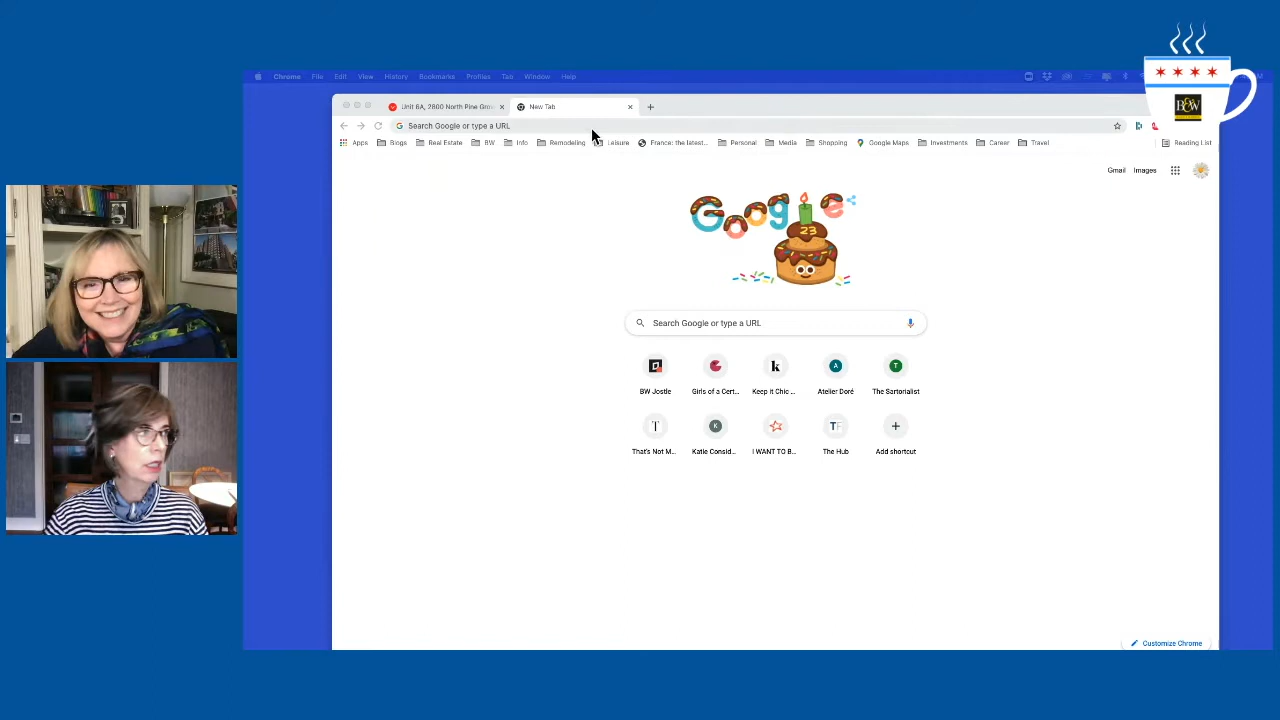 Chrome File Edit View History Bookmarks Profiles Tab Window Help
Unit 6A, 2800 North Pine Grov
New Tab
Search Google or type a URL
Apps Blogs Real Estate BW Info Remodeling Leisure France: the latest... Personal Media Shopping Google Maps Investments Career Travel Reading List
Gmail Images
Google
23
Search Google or type a URL
BW Jostle Girls of a Cert... Keep it Chic ... Atelier Doré The Sartorialist
That's Not M... Katie Consid... I WANT TO B... The Hub Add shortcut
Customize Chrome
B&W